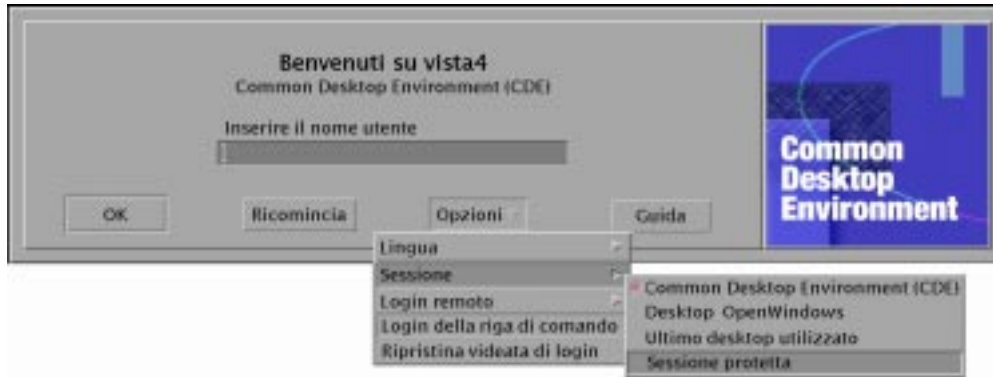 Benvenuti su vista4
Common Desktop Environment (CDE)
Inserire il nome utente
OK
Ricomincia
Opzioni
Guida
Common
Desktop
Environment
Lingua
Sessione
Login remoto
Login della riga di comando
Ripristina videata di login
Common Desktop Environment (CDE)
Desktop OpenWindows
Ultimo desktop utilizzato
Sessione protetta